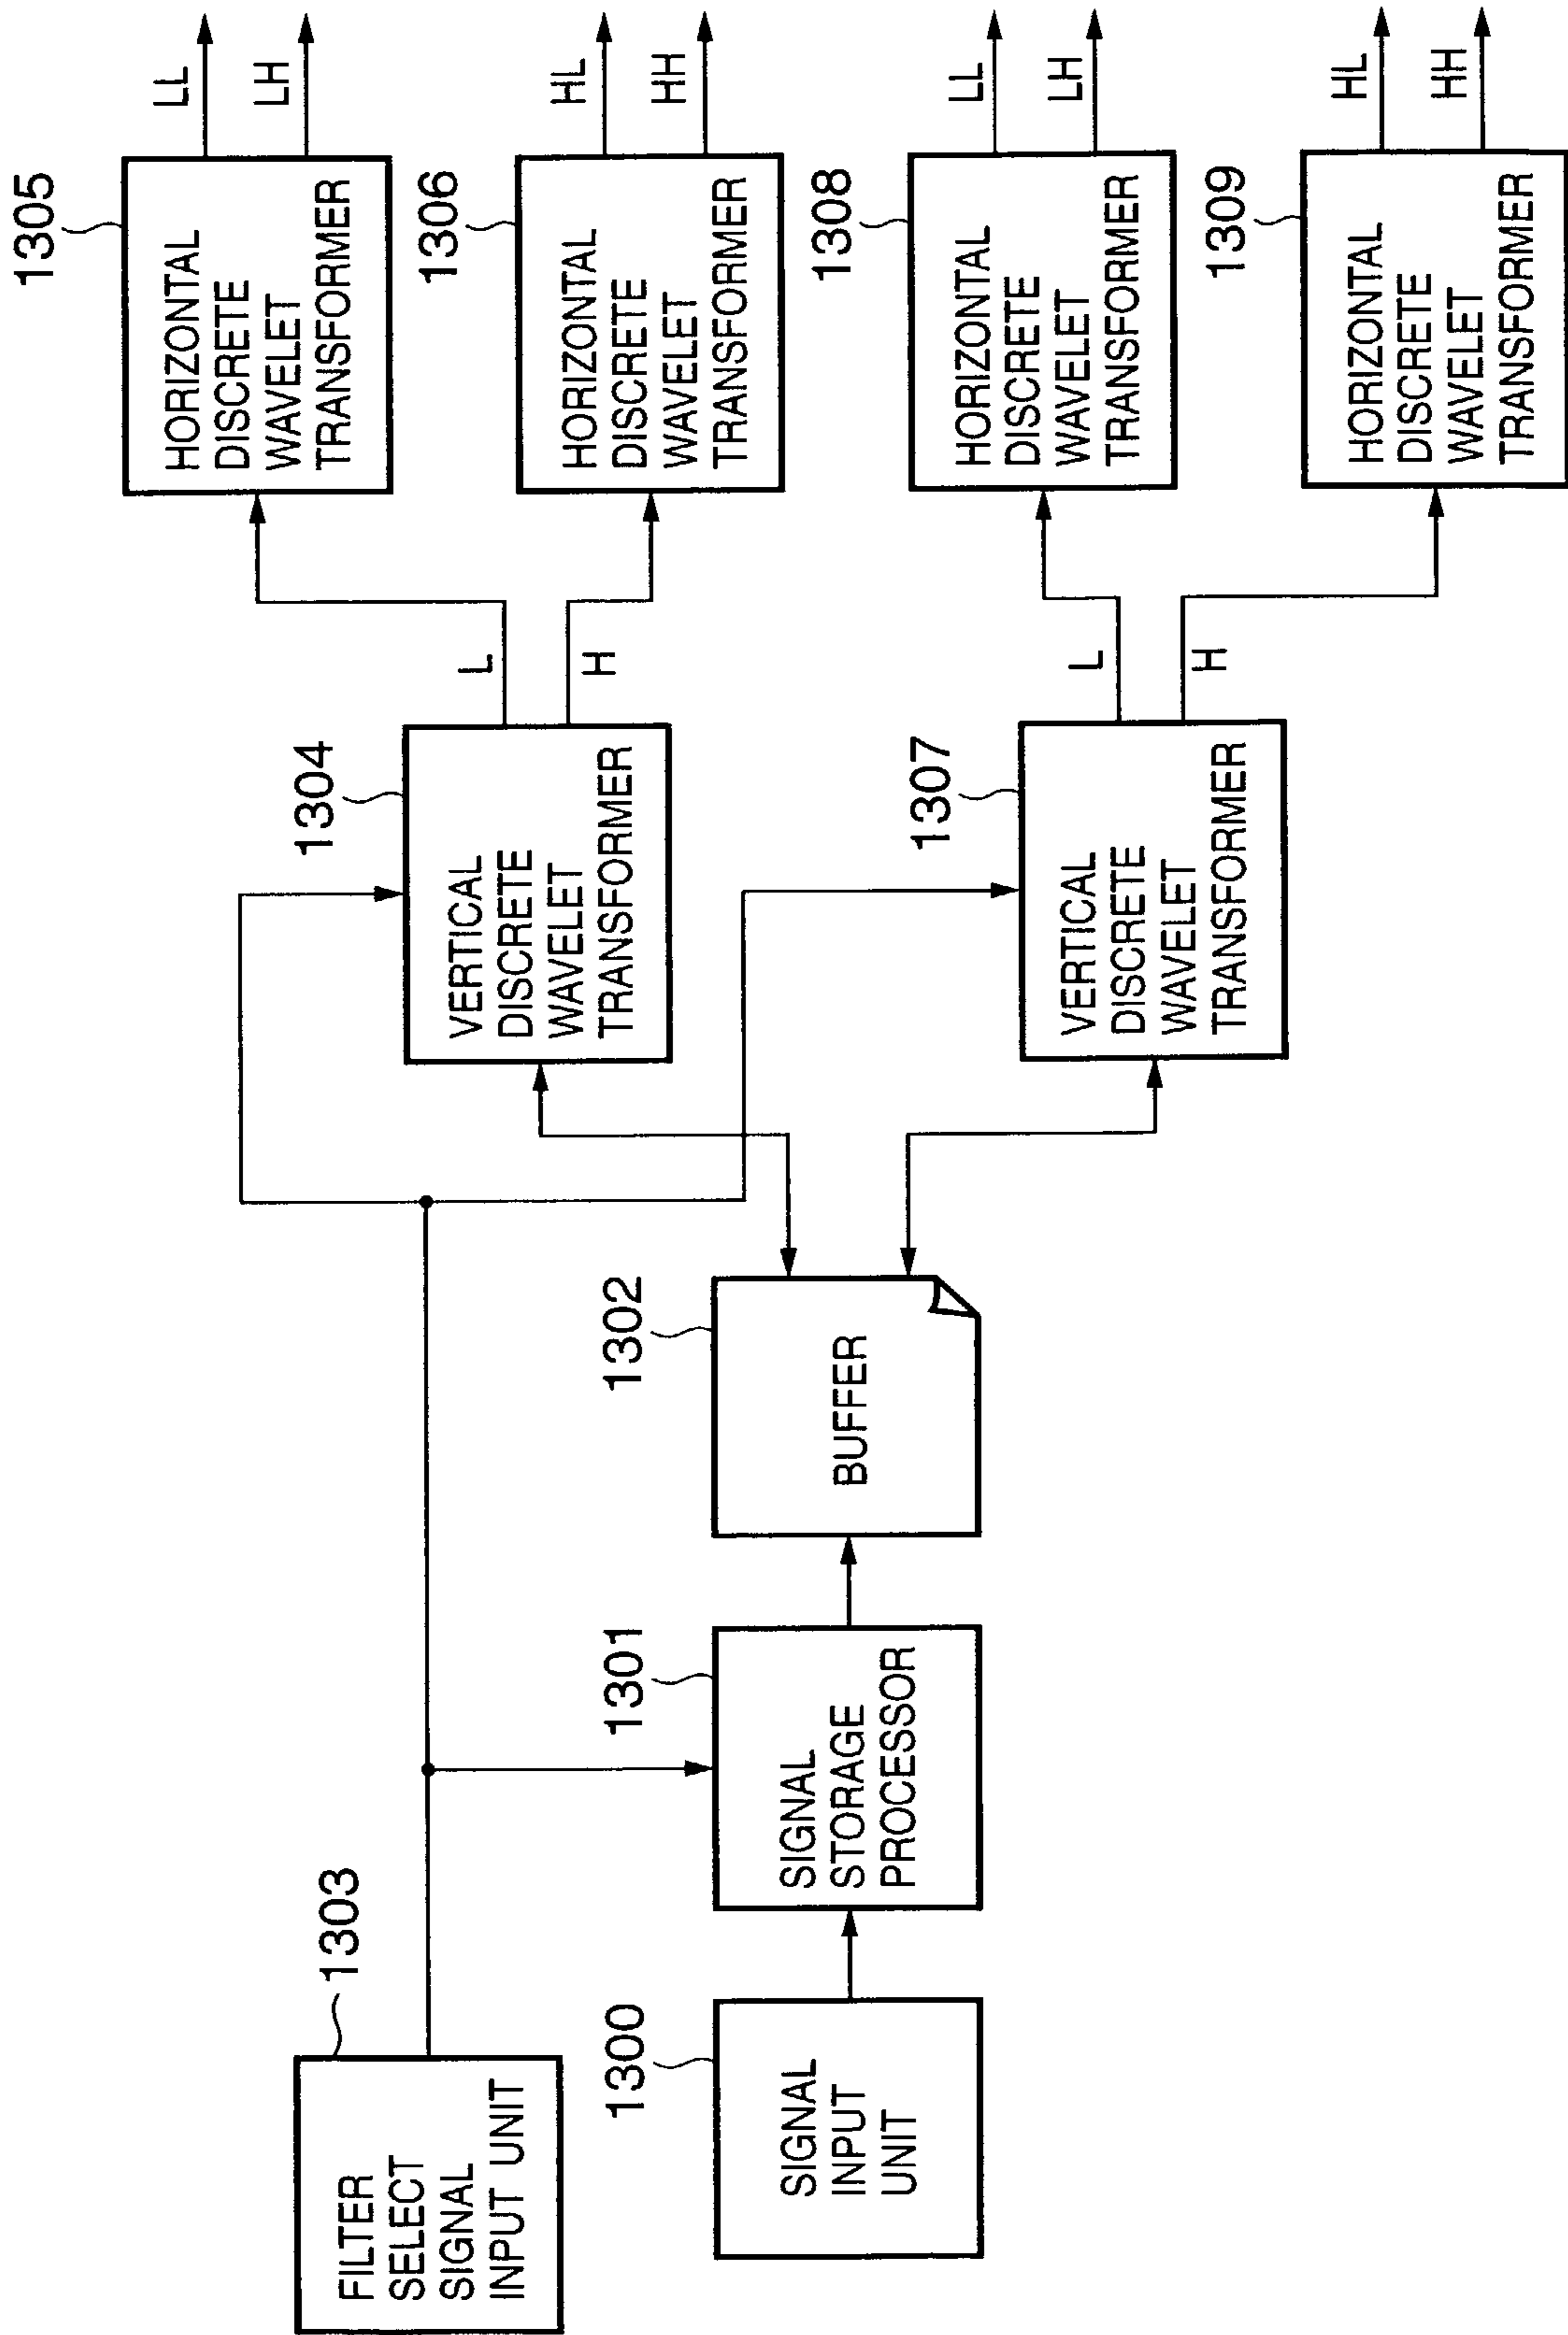 1303
FILTER
SELECT
SIGNAL
INPUT UNIT
1300
SIGNAL
INPUT
UNIT
1301
SIGNAL
STORAGE
PROCESSOR
1302
BUFFER
1304
VERTICAL
DISCRETE
WAVELET
TRANSFORMER
L
H
1307
VERTICAL
DISCRETE
WAVELET
TRANSFORMER
L
H
1305
HORIZONTAL
DISCRETE
WAVELET
TRANSFORMER
LL
LH
1306
HORIZONTAL
DISCRETE
WAVELET
TRANSFORMER
HL
HH
1308
HORIZONTAL
DISCRETE
WAVELET
TRANSFORMER
LL
LH
1309
HORIZONTAL
DISCRETE
WAVELET
TRANSFORMER
HL
HH